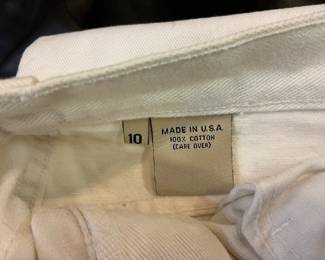 10
MADE IN U.S.A.
100% COTTON
(CARE OVER)